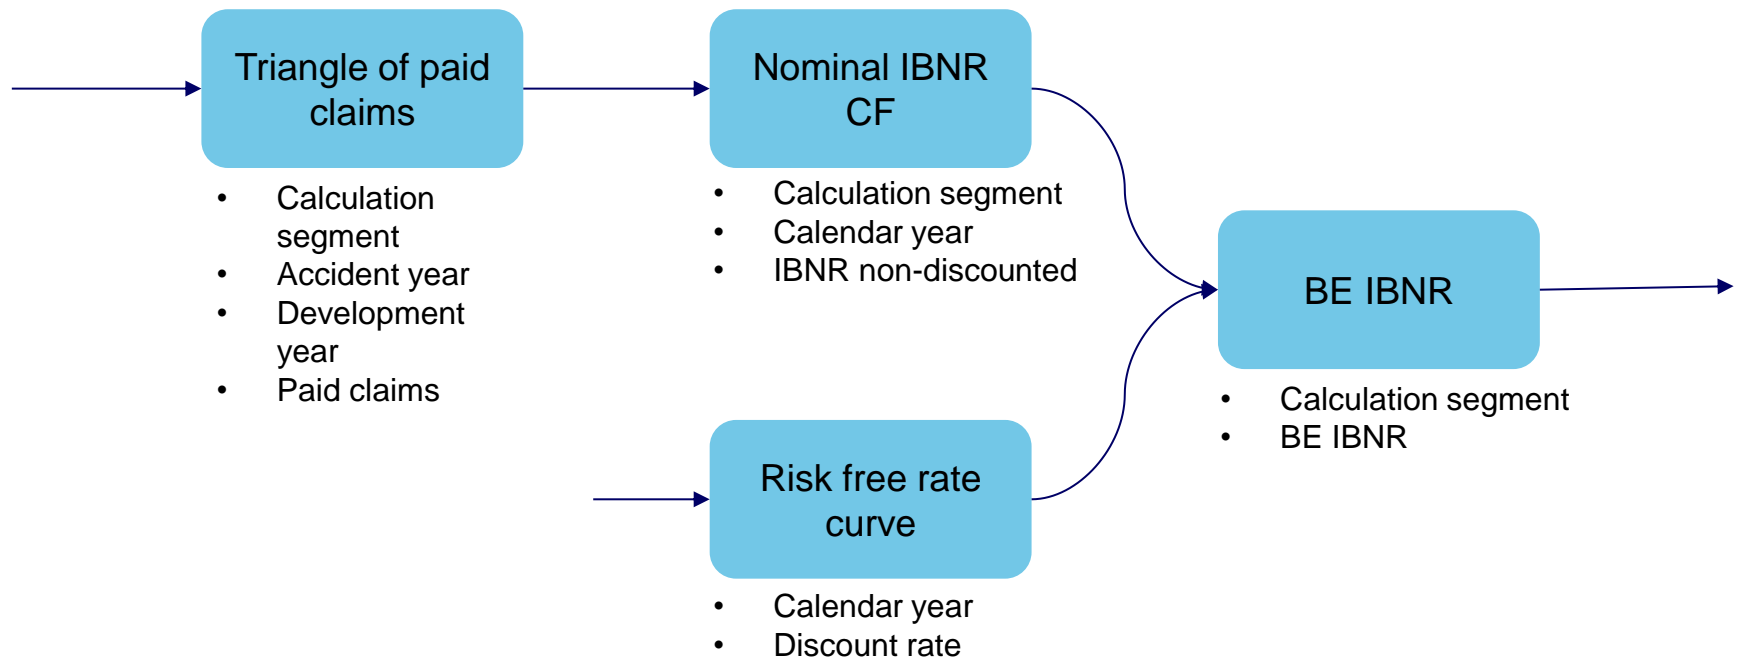 Triangle of paid
claims
• Calculation
segment
• Accident year
• Development
year
• Paid claims
Nominal IBNR
CF
• Calculation segment
• Calendar year
• IBNR non-discounted
Risk free rate
curve
• Calendar year
• Discount rate
BE IBNR
• Calculation segment
• BE IBNR